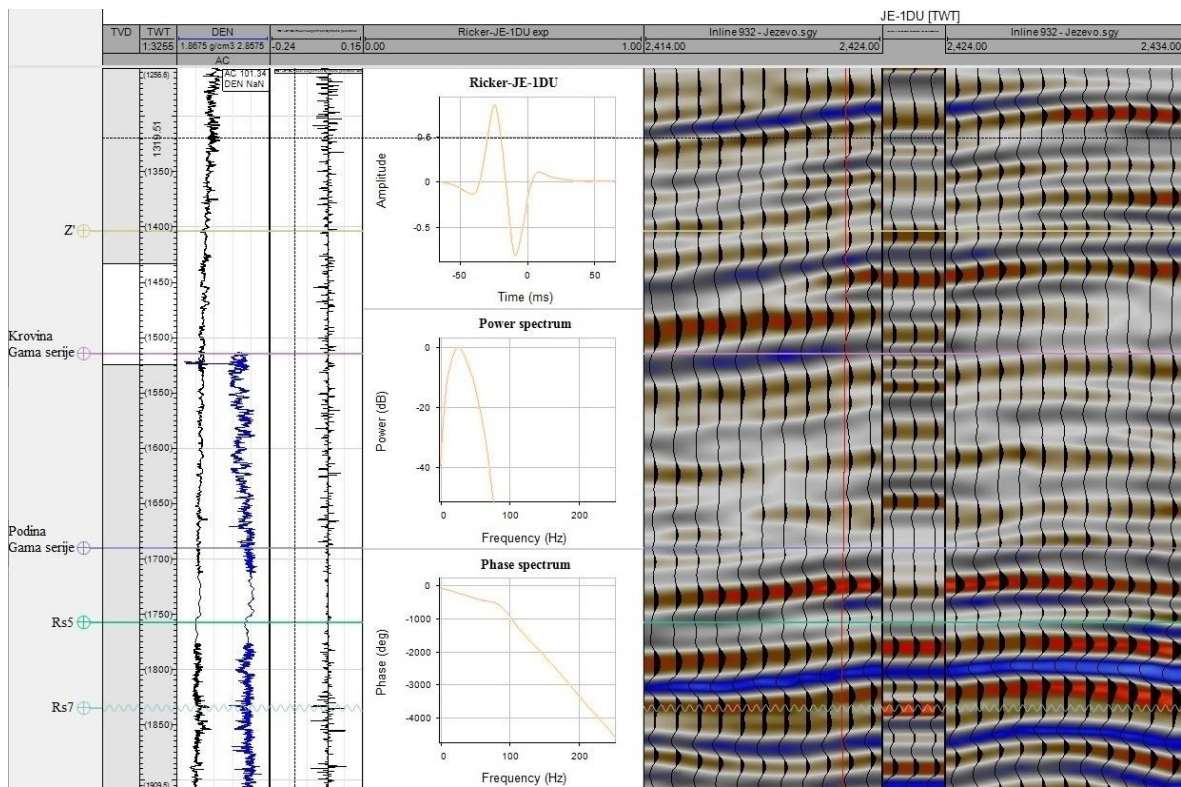 JE-1DU [TWT]
TVD
TWT
DEN
Ricker-JE-1DU exp
Inline 932 - Jezevo.sgy
Inline 932 - Jezevo.sgy
1:3255
1.8675 g/cm3 2.8575
-0.24
0.15
0.00
1.00
2,414.00
2,424.00
2,424.00
2,434.00
AC
AC 101.34
DEN NaN
(1256.6)
1319.51
(1350)
(1400)
(1450)
(1500)
(1550)
(1600)
(1650)
(1700)
(1750)
(1800)
(1850)
(1909.5)
Z'
Krovina
Gama serije
Podina
Gama serije
Rs5
Rs7
Ricker-JE-1DU
Amplitude
0.5
0
-0.5
-50
0
50
Time (ms)
Power spectrum
Power (dB)
0
-20
-40
0
100
200
Frequency (Hz)
Phase spectrum
Phase (deg)
0
-1000
-2000
-3000
-4000
0
100
200
Frequency (Hz)